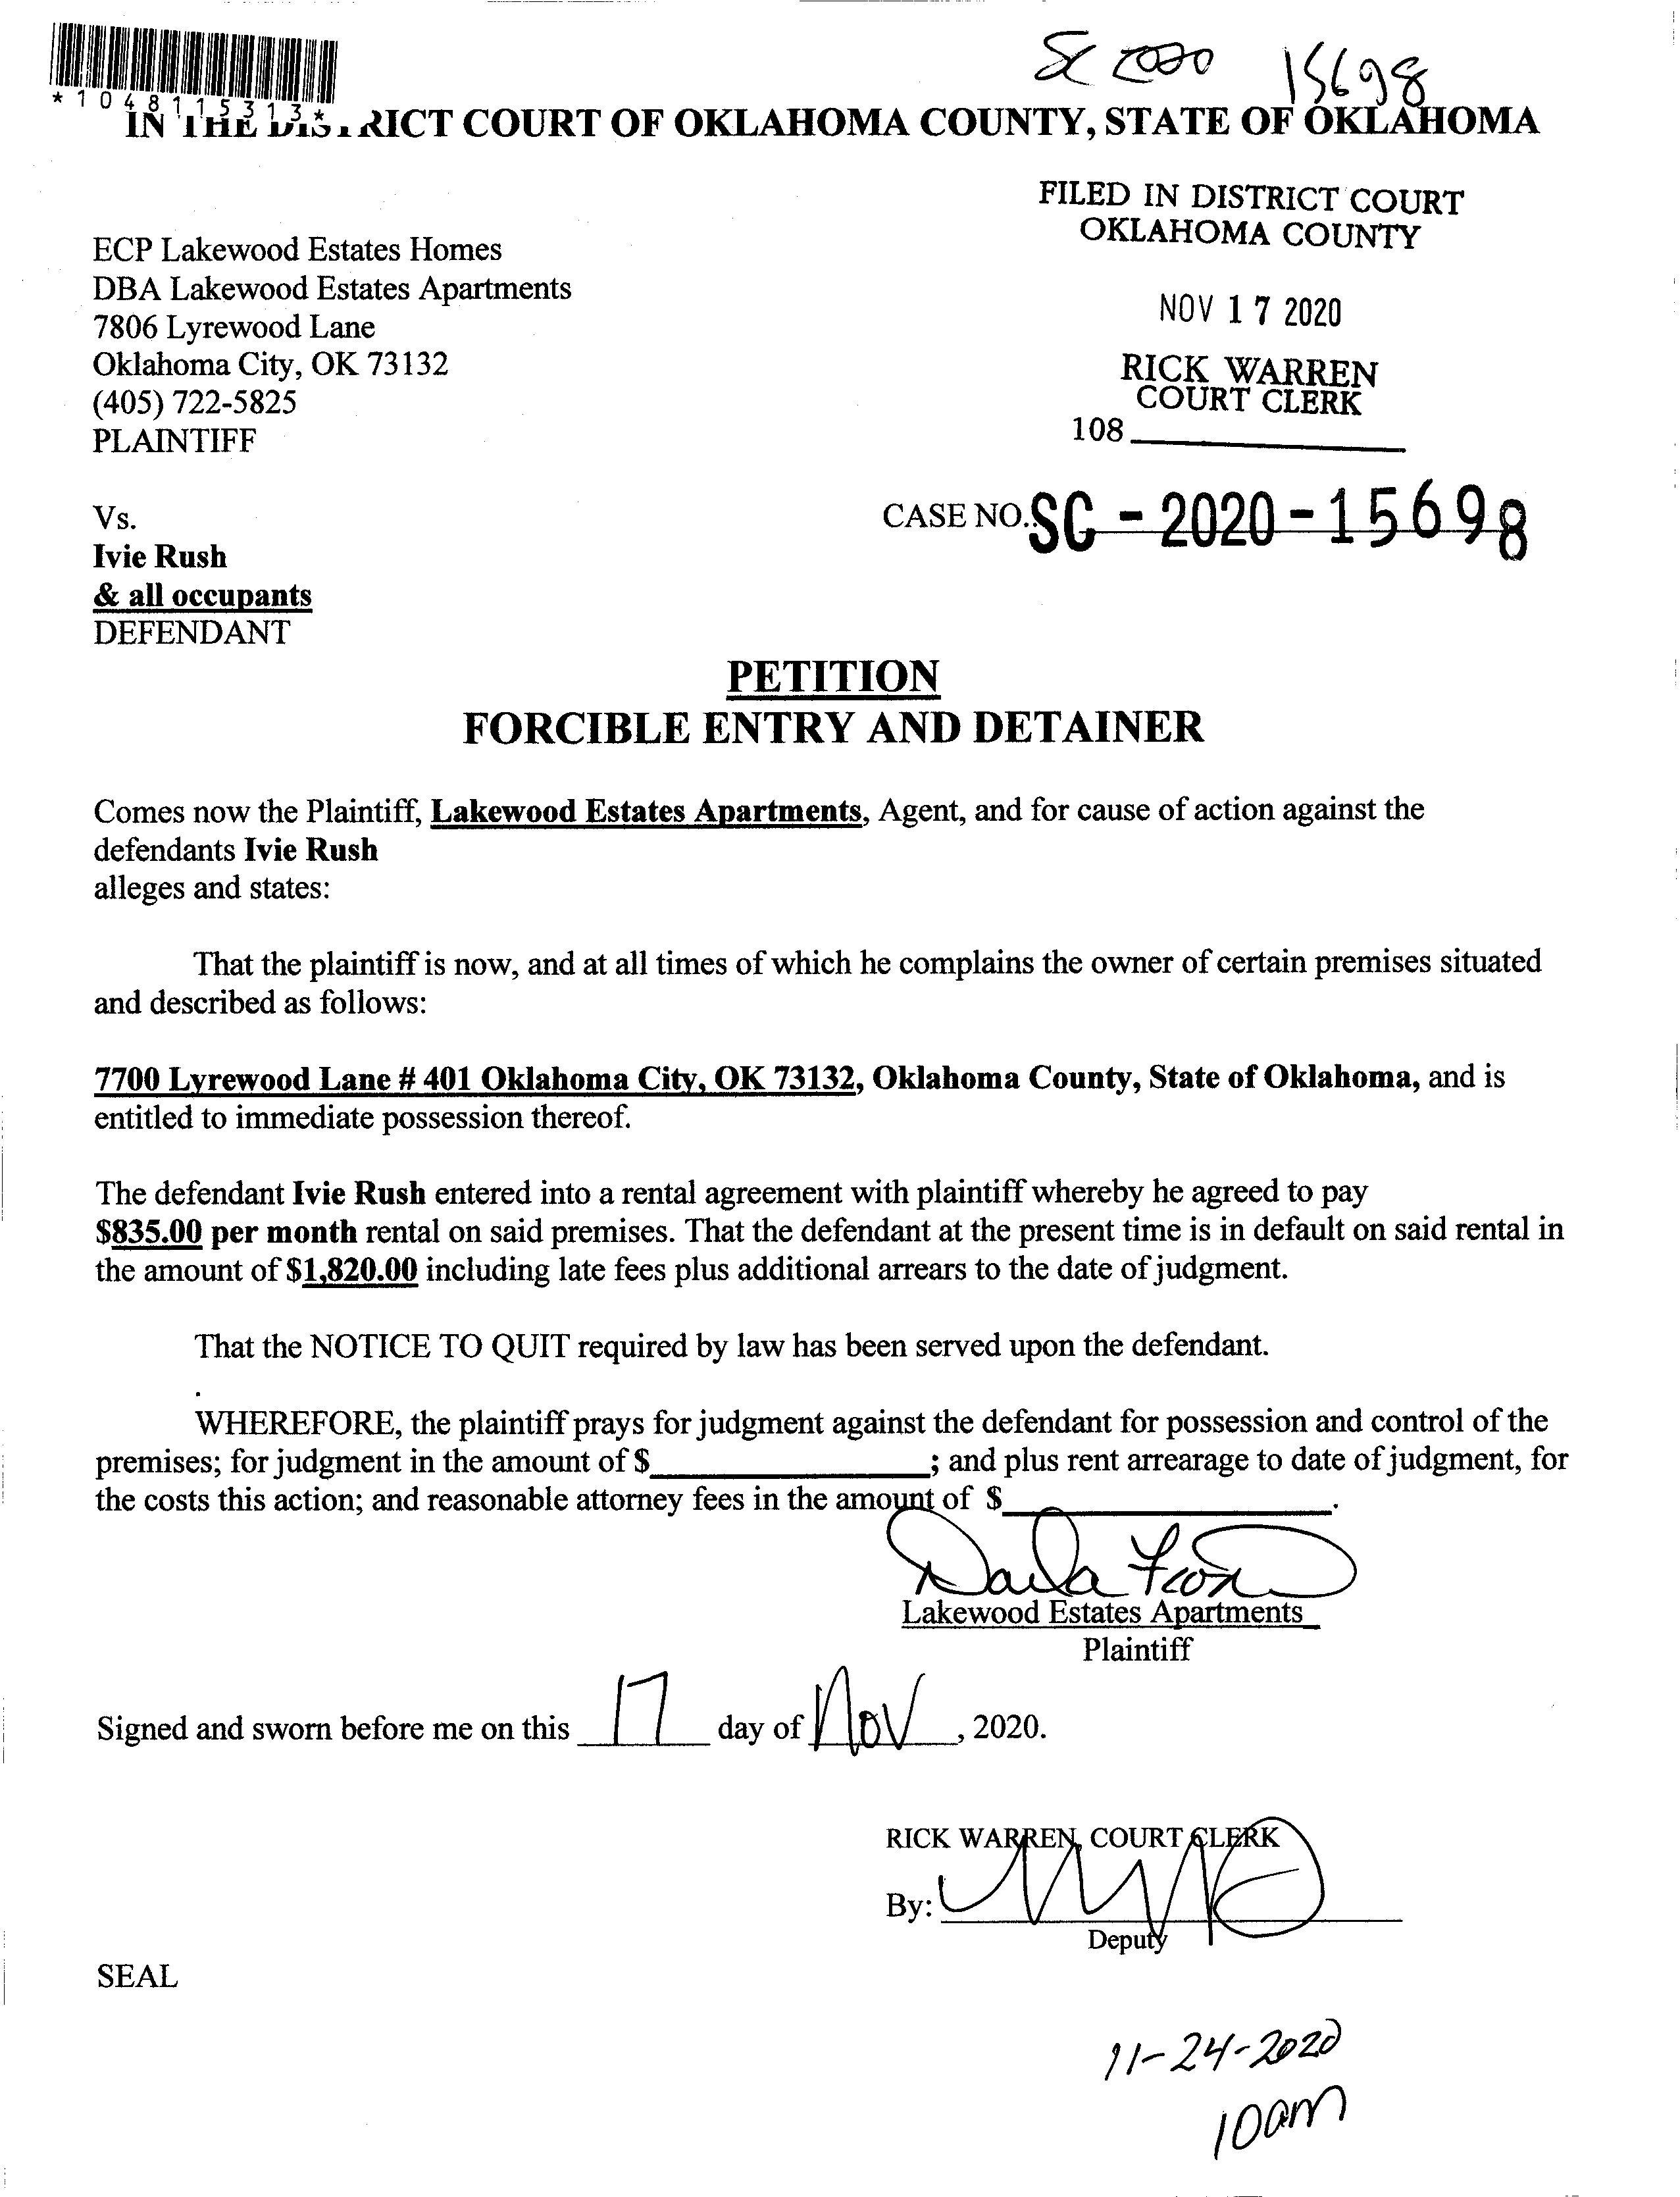 SC 2020 15698
*1048115313*
IN THE DISTRICT COURT OF OKLAHOMA COUNTY, STATE OF OKLAHOMA
FILED IN DISTRICT COURT
OKLAHOMA COUNTY
NOV 17 2020
RICK WARREN
COURT CLERK
108
ECP Lakewood Estates Homes
DBA Lakewood Estates Apartments
7806 Lyrewood Lane
Oklahoma City, OK 73132
(405) 722-5825
PLAINTIFF
Vs.
Ivie Rush
& all occupants
DEFENDANT
CASE NO. SC - 2020 - 15698
PETITION
FORCIBLE ENTRY AND DETAINER
Comes now the Plaintiff, Lakewood Estates Apartments, Agent, and for cause of action against the
defendants Ivie Rush
alleges and states:
That the plaintiff is now, and at all times of which he complains the owner of certain premises situated
and described as follows:
7700 Lyrewood Lane # 401 Oklahoma City, OK 73132, Oklahoma County, State of Oklahoma, and is
entitled to immediate possession thereof.
The defendant Ivie Rush entered into a rental agreement with plaintiff whereby he agreed to pay
$835.00 per month rental on said premises. That the defendant at the present time is in default on said rental in
the amount of $1,820.00 including late fees plus additional arrears to the date of judgment.
That the NOTICE TO QUIT required by law has been served upon the defendant.
WHEREFORE, the plaintiff prays for judgment against the defendant for possession and control of the
premises; for judgment in the amount of $ ; and plus rent arrearage to date of judgment, for
the costs this action; and reasonable attorney fees in the amount of $ .
Lakewood Estates Apartments
Plaintiff
Signed and sworn before me on this 17 day of Nov, 2020.
RICK WARREN, COURT CLERK
By:
Deputy
SEAL
11-24-2020
10am